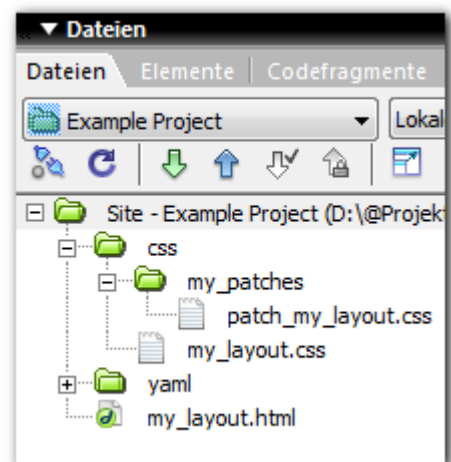 Dateien
Dateien Elemente Codefragmente
Example Project Lokal
Site - Example Project (D:\@Projek
css
my_patches
patch_my_layout.css
my_layout.css
yaml
my_layout.html